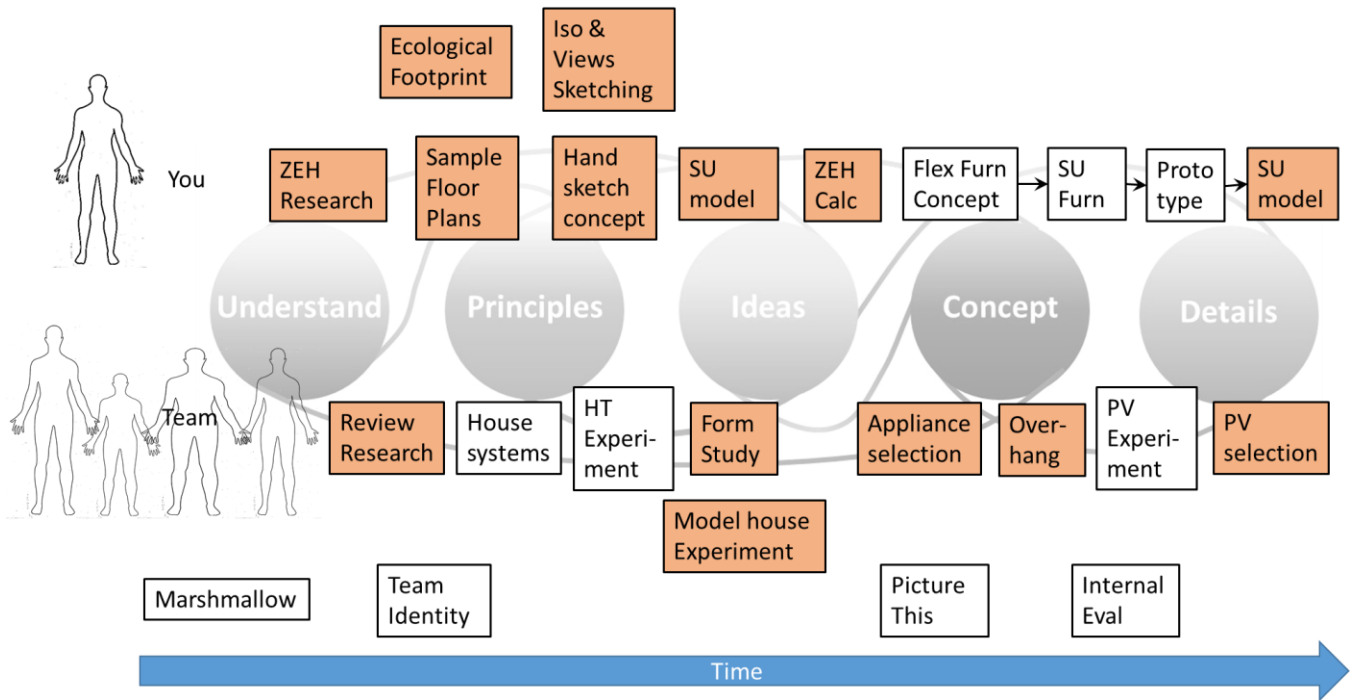 Ecological
Footprint
Iso &
Views
Sketching
You
ZEH
Research
Sample
Floor
Plans
Hand
sketch
concept
SU
model
ZEH
Calc
Flex Furn
Concept
SU
Furn
Proto
type
SU
model
Understand
Principles
Ideas
Concept
Details
Team
Review
Research
House
systems
HT
Experi-
ment
Form
Study
Appliance
selection
Over-
hang
PV
Experi-
ment
PV
selection
Model house
Experiment
Marshmallow
Team
Identity
Picture
This
Internal
Eval
Time